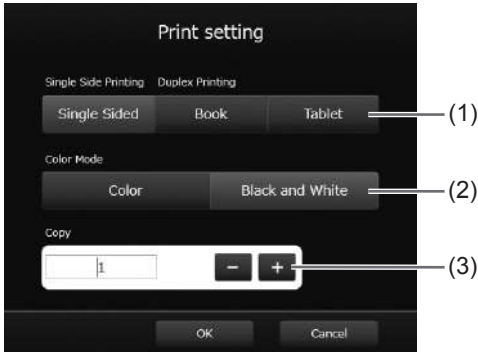 Print setting
Single Side Printing Duplex Printing
Single Sided Book Tablet (1)
Color Mode
Color Black and White (2)
Copy
1 − + (3)
OK Cancel